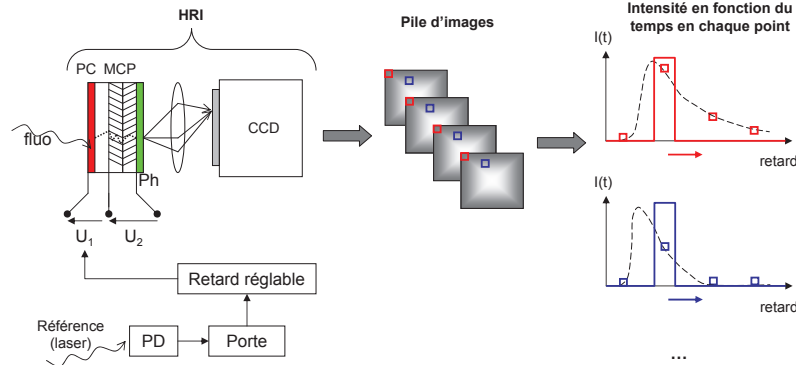 HRI
Pile d'images
Intensité en fonction du
temps en chaque point
PC MCP
I(t)
CCD
fluo
Ph
retard
U1
U2
I(t)
Retard réglable
retard
Référence
(laser)
PD
Porte
...